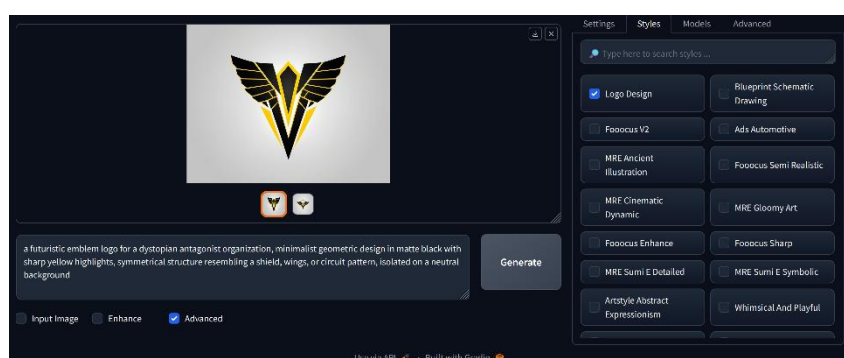 Settings Styles Models Advanced
Type here to search styles ...
Logo Design
Blueprint Schematic
Drawing
Fooocus V2
Ads Automotive
MRE Ancient
Illustration
Fooocus Semi Realistic
MRE Cinematic
Dynamic
MRE Gloomy Art
Fooocus Enhance
Fooocus Sharp
MRE Sumi E Detailed
MRE Sumi E Symbolic
Artstyle Abstract
Expressionism
Whimsical And Playful
a futuristic emblem logo for a dystopian antagonist organization, minimalist geometric design in matte black with
sharp yellow highlights, symmetrical structure resembling a shield, wings, or circuit pattern, isolated on a neutral
background
Generate
Input Image Enhance Advanced
Use via API · Built with Gradio